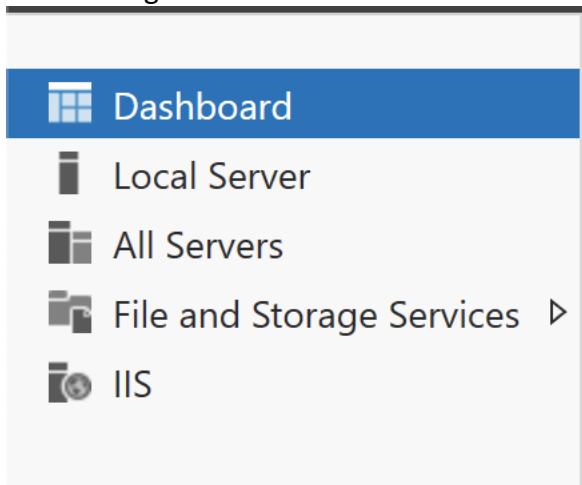 Dashboard
Local Server
All Servers
File and Storage Services
IIS